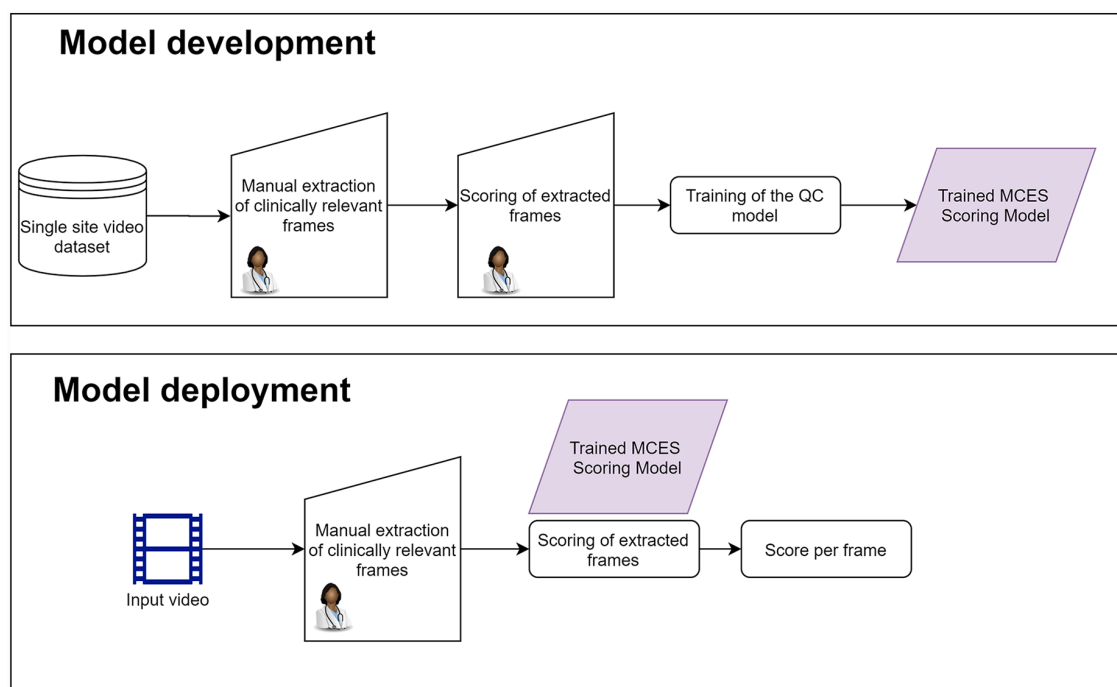 Model development
Single site video
dataset
Manual extraction
of clinically relevant
frames
Scoring of extracted
frames
Training of the QC
model
Trained MCES
Scoring Model
Model deployment
Input video
Manual extraction
of clinically relevant
frames
Trained MCES
Scoring Model
Scoring of extracted
frames
Score per frame